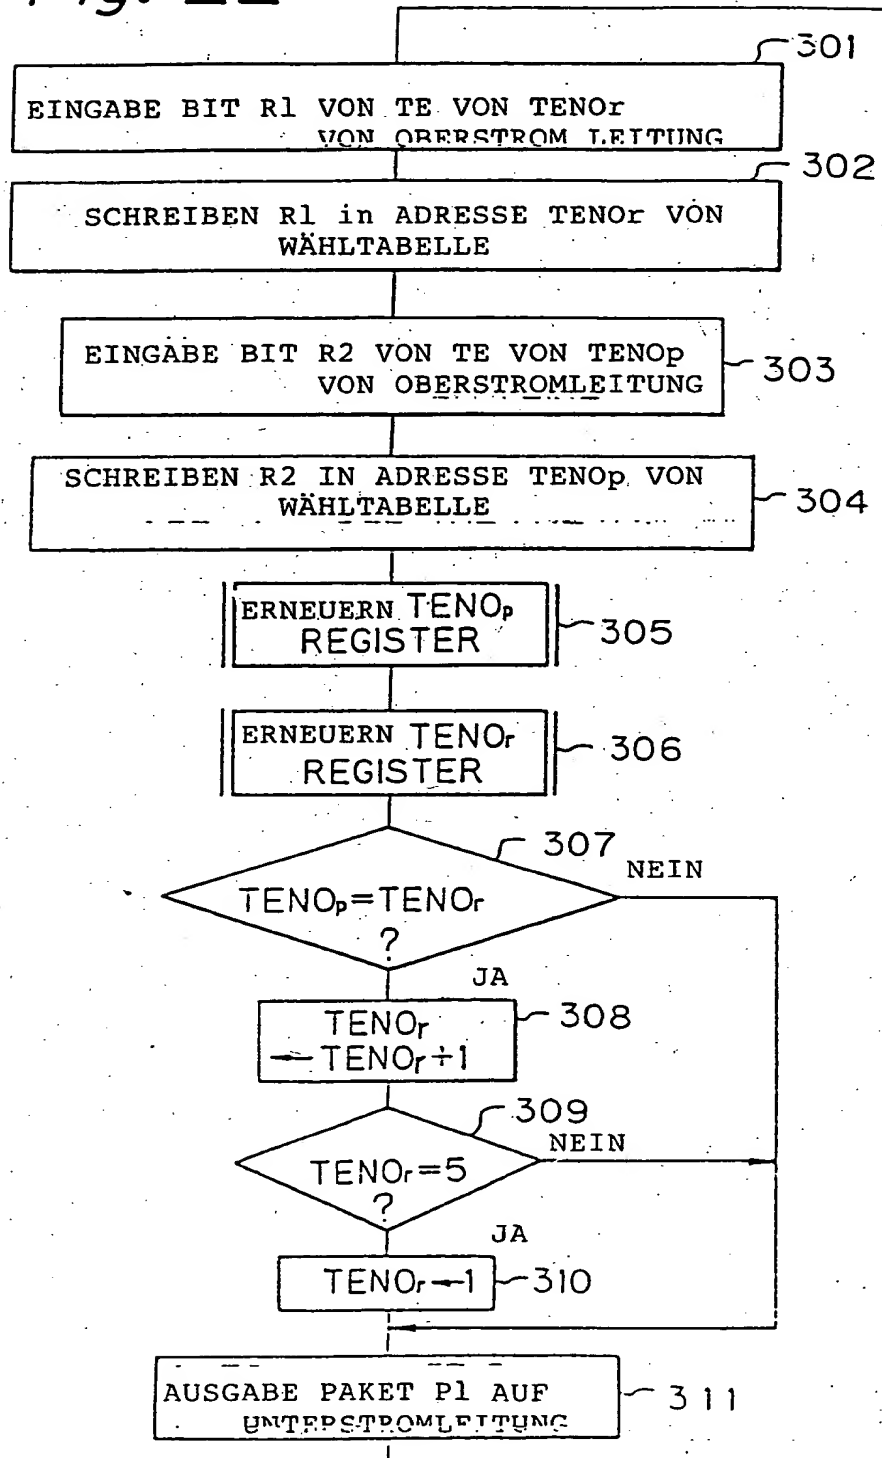 Fig.
301
EINGABE BIT R1 VON TE VON TENOr
VON OBERSTROM LEITUNG
302
SCHREIBEN R1 in ADRESSE TENOr VON
WÄHLTABELLE
EINGABE BIT R2 VON TE VON TENOp
VON OBERSTROMLEITUNG
303
SCHREIBEN R2 IN ADRESSE TENOp VON
WÄHLTABELLE
304
ERNEUERN TENOp
REGISTER
305
ERNEUERN TENOr
REGISTER
306
307
NEIN
TENOp=TENOr
?
JA
TENOr
← TENOr+1
308
309
NEIN
TENOr=5
?
JA
TENOr←1
310
AUSGABE PAKET P1 AUF
UNTERSTROMLEITUNG
311